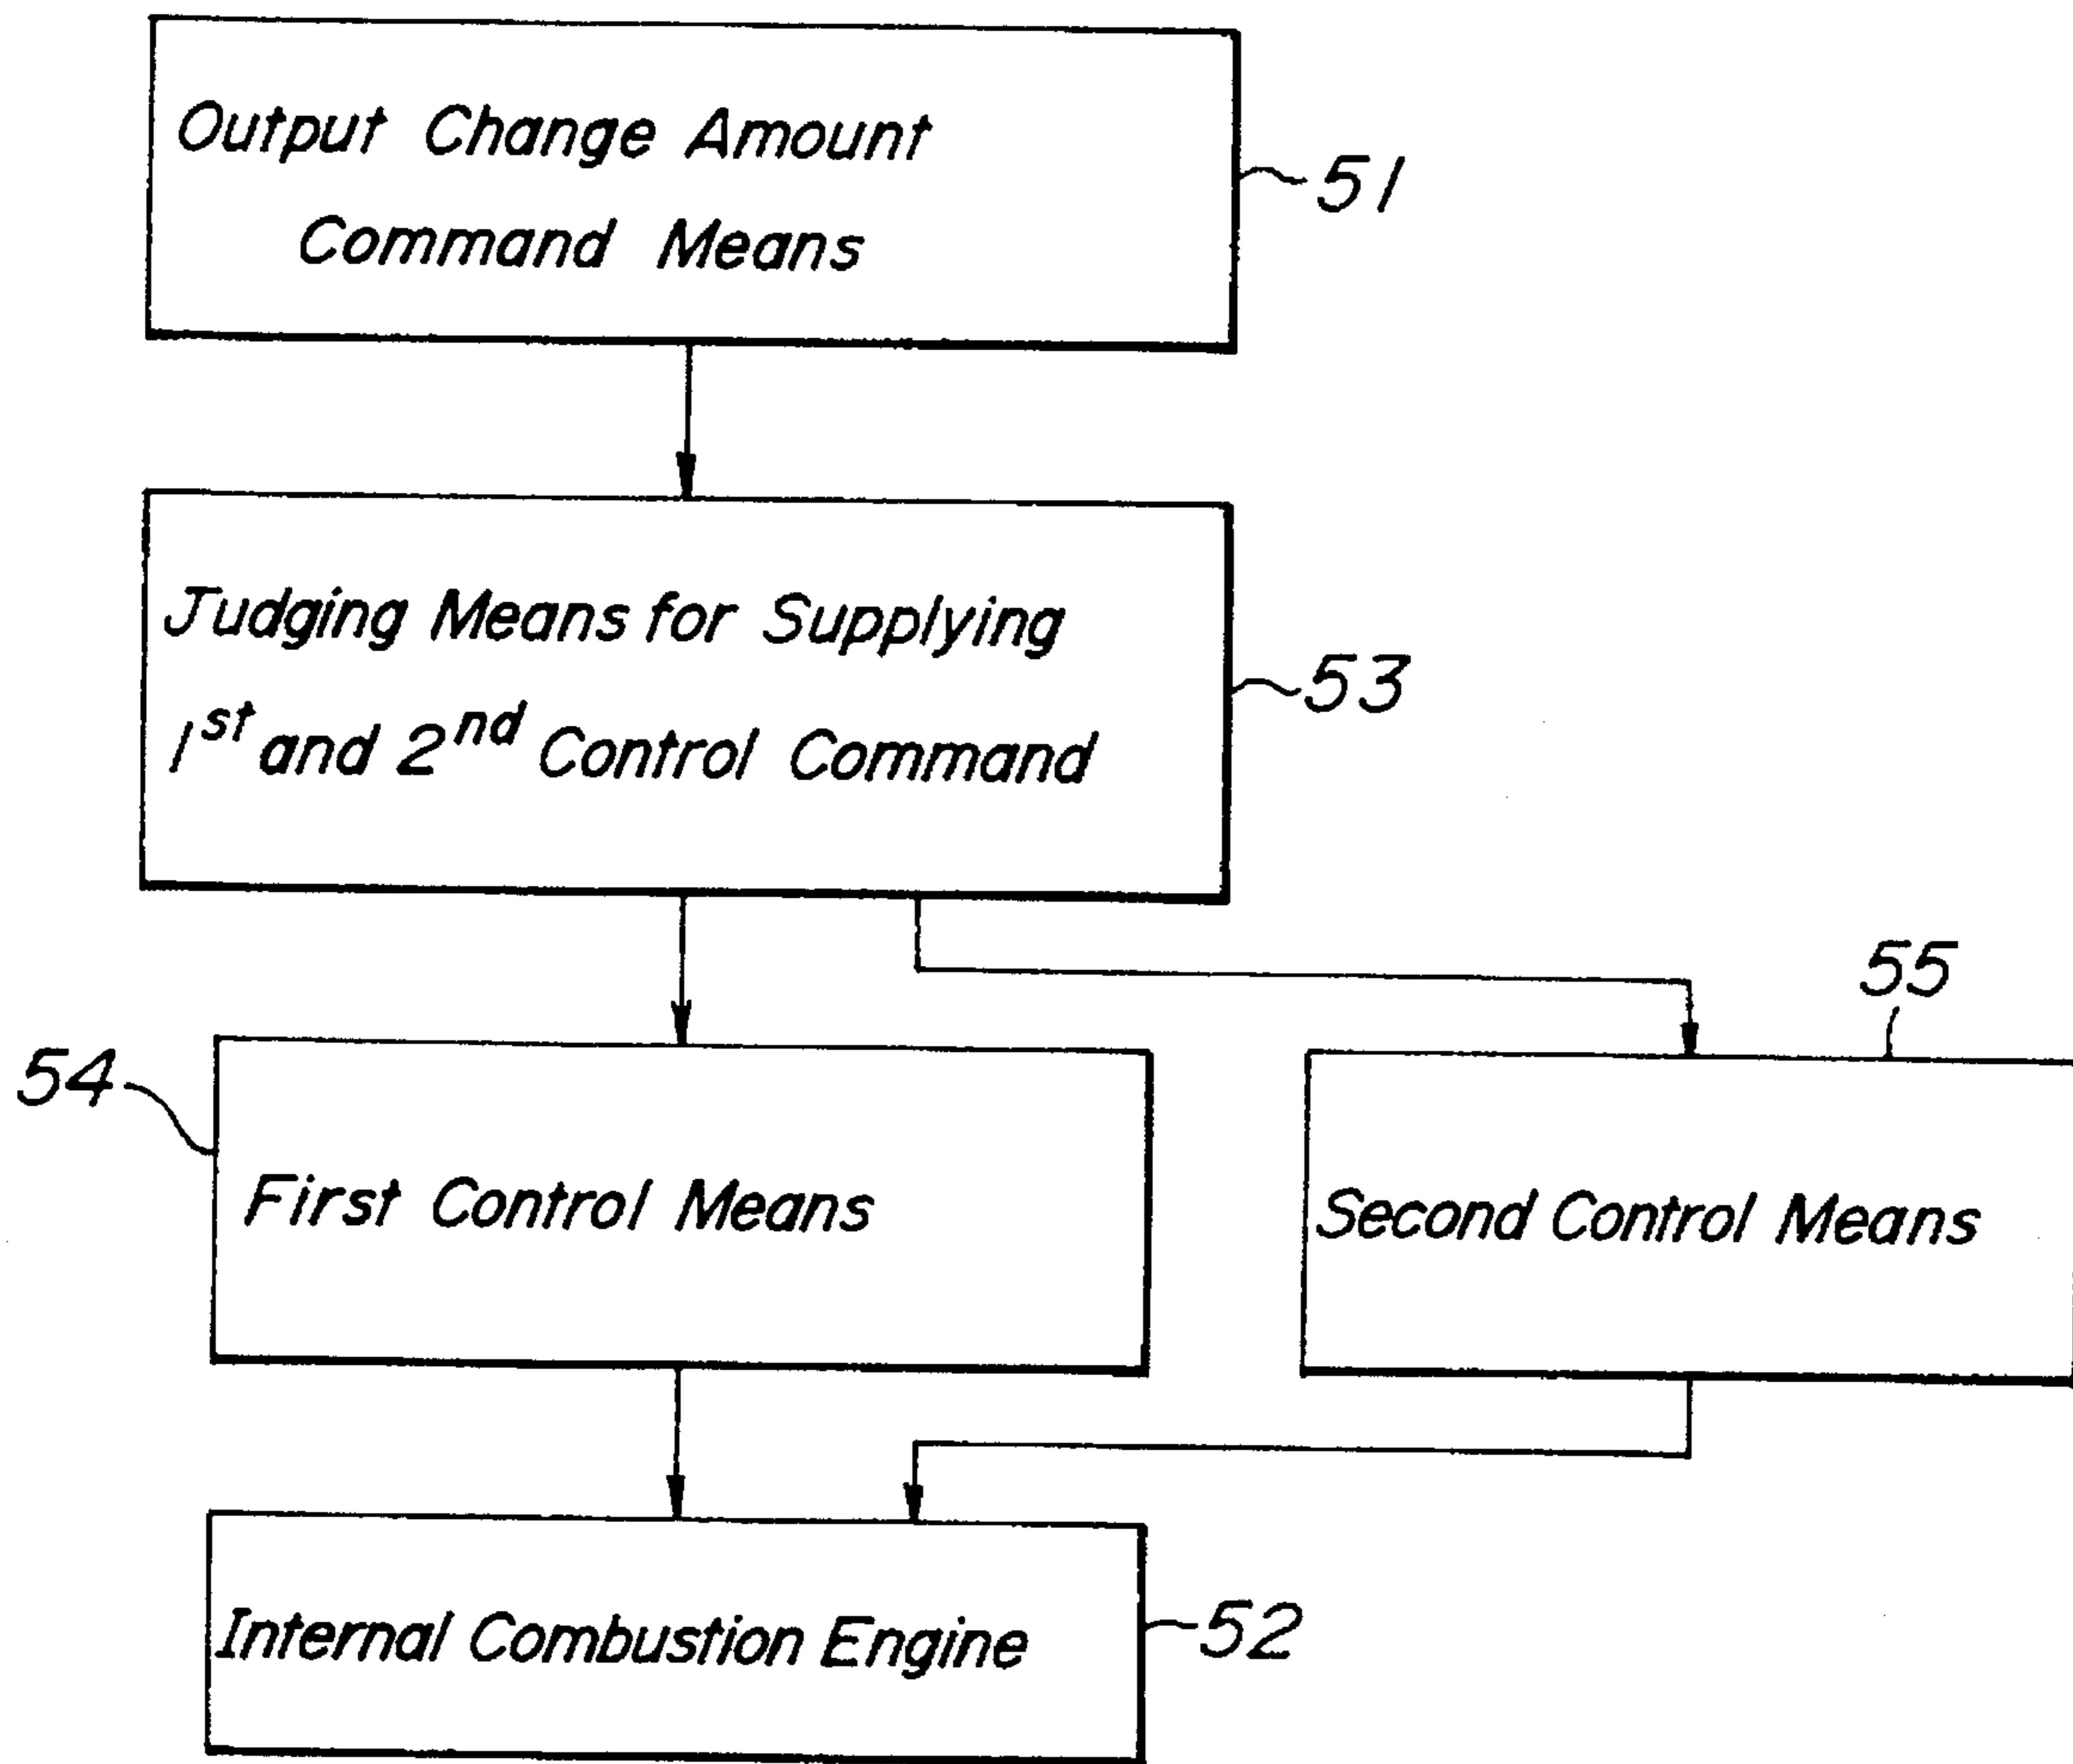 Output Change Amount
Command Means
51
Judging Means for Supplying
1st and 2nd Control Command
53
55
54
First Control Means
Second Control Means
Internal Combustion Engine
52